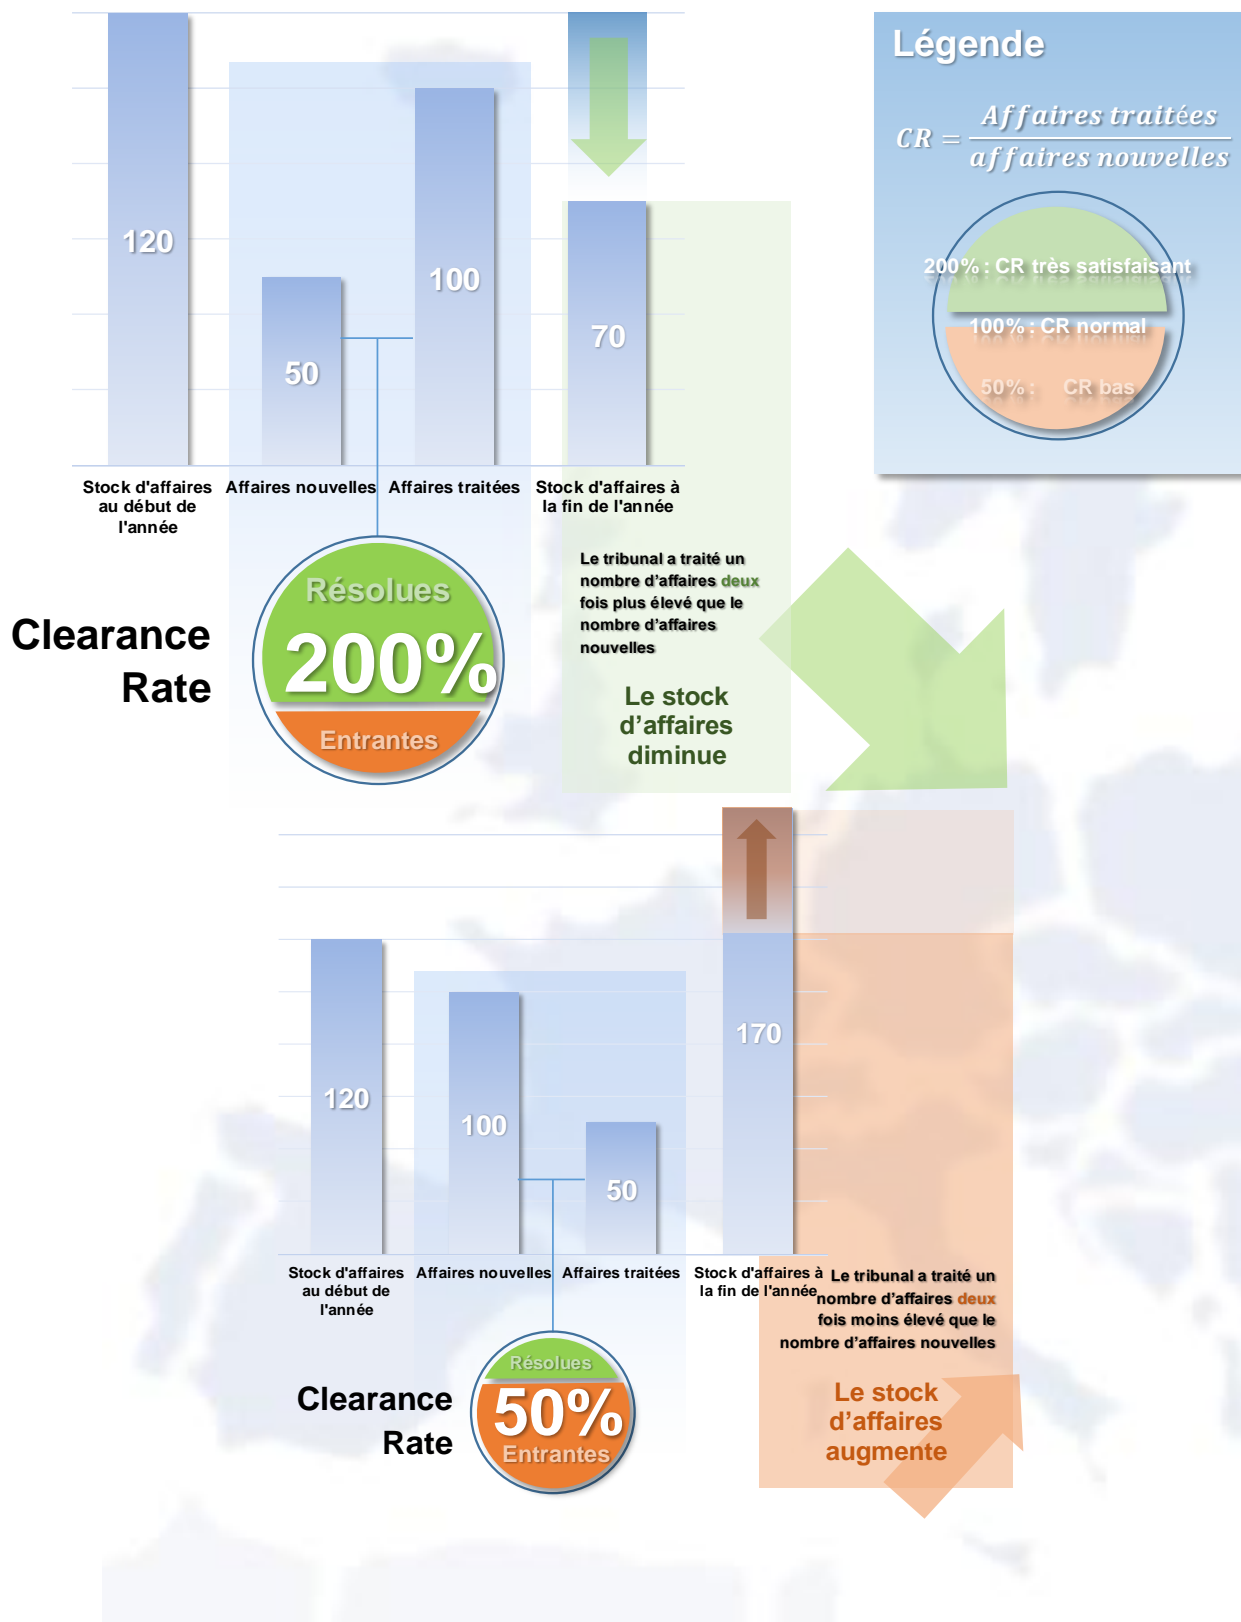 Légende
CR = Affaires traitées / affaires nouvelles
200% : CR très satisfaisant
100% : CR normal
50% : CR bas
120
50
100
70
Stock d'affaires
au début de
l'année
Affaires nouvelles
Affaires traitées
Stock d'affaires à
la fin de l'année
Clearance
Rate
Résolues
200%
Entrantes
Le tribunal a traité un
nombre d'affaires deux
fois plus élevé que le
nombre d'affaires
nouvelles
Le stock
d'affaires
diminue
120
100
50
170
Stock d'affaires
au début de
l'année
Affaires nouvelles
Affaires traitées
Stock d'affaires à
la fin de l'année
Clearance
Rate
Résolues
50%
Entrantes
Le tribunal a traité un
nombre d'affaires deux
fois moins élevé que le
nombre d'affaires nouvelles
Le stock
d'affaires
augmente